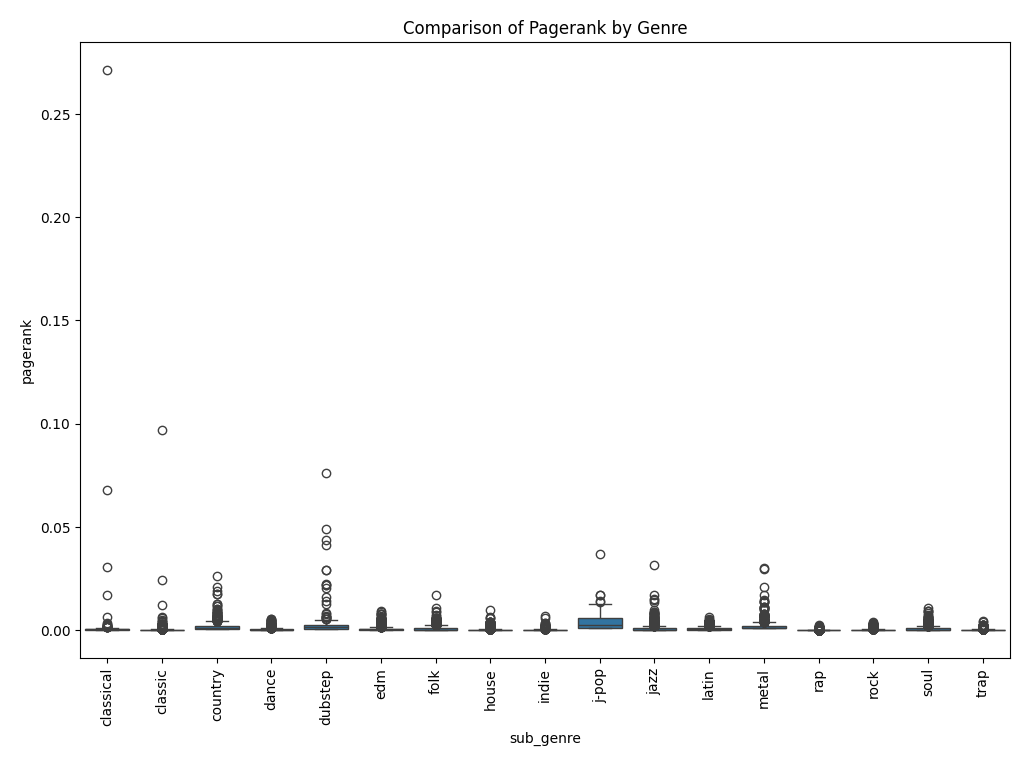 Comparison of Pagerank by Genre
pagerank
0.25
0.20
0.15
0.10
0.05
0.00
classical
classic
country
dance
dubstep
edm
folk
house
indie
j-pop
jazz
latin
metal
rap
rock
soul
trap
sub_genre